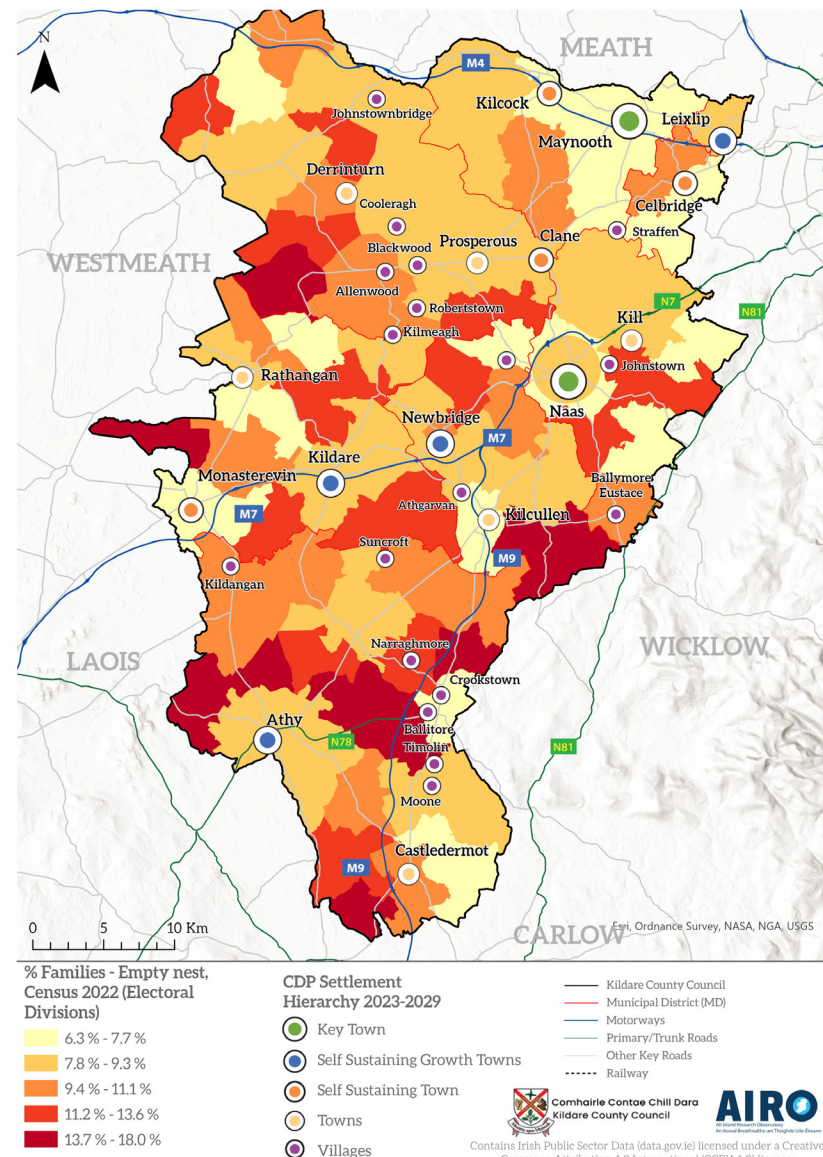 N
MEATH
M4
Kilcock
Leixlip
Johnstownbridge
Maynooth
Derrinturn
Celbridge
Cooleragh
Straffen
Blackwood
Prosperous
Clane
WESTMEATH
Allenwood
N7
N81
Robertstown
Kill
Kilmeagh
Johnstown
Rathangan
Naas
Newbridge
M7
Monasterevin
Kildare
Ballymore
Eustace
Athgarvan
M7
Kilcullen
Suncroft
M9
Kildangan
WICKLOW
Narraghmore
LAOIS
Crookstown
Athy
Ballitore
N78
Timolin
N81
Moone
Castledermot
M9
0 5 10 Km
CARLOW
Esri, Ordnance Survey, NASA, NGA, USGS
% Families - Empty nest,
Census 2022 (Electoral
Divisions)
6.3 % - 7.7 %
7.8 % - 9.3 %
9.4 % - 11.1 %
11.2 % - 13.6 %
13.7 % - 18.0 %
CDP Settlement
Hierarchy 2023-2029
Key Town
Self Sustaining Growth Towns
Self Sustaining Town
Towns
Villages
Kildare County Council
Municipal District (MD)
Motorways
Primary/Trunk Roads
Other Key Roads
Railway
Comhairle Contae Chill Dara
Kildare County Council
AIRO
All-Island Research Observatory
Contains Irish Public Sector Data (data.gov.ie) licensed under a Creative